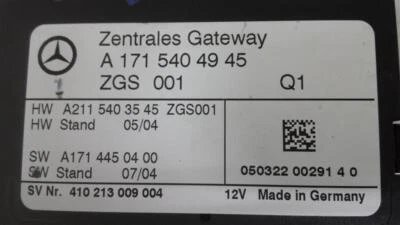 Zentrales Gateway
A 171 540 49 45
ZGS 001 Q1
HW A211 540 35 45 ZGS001
HW Stand 05/04
SW A171 445 04 00
SW Stand 07/04
050322 00291 4 0
SV Nr. 410 213 009 004 12V Made in Germany